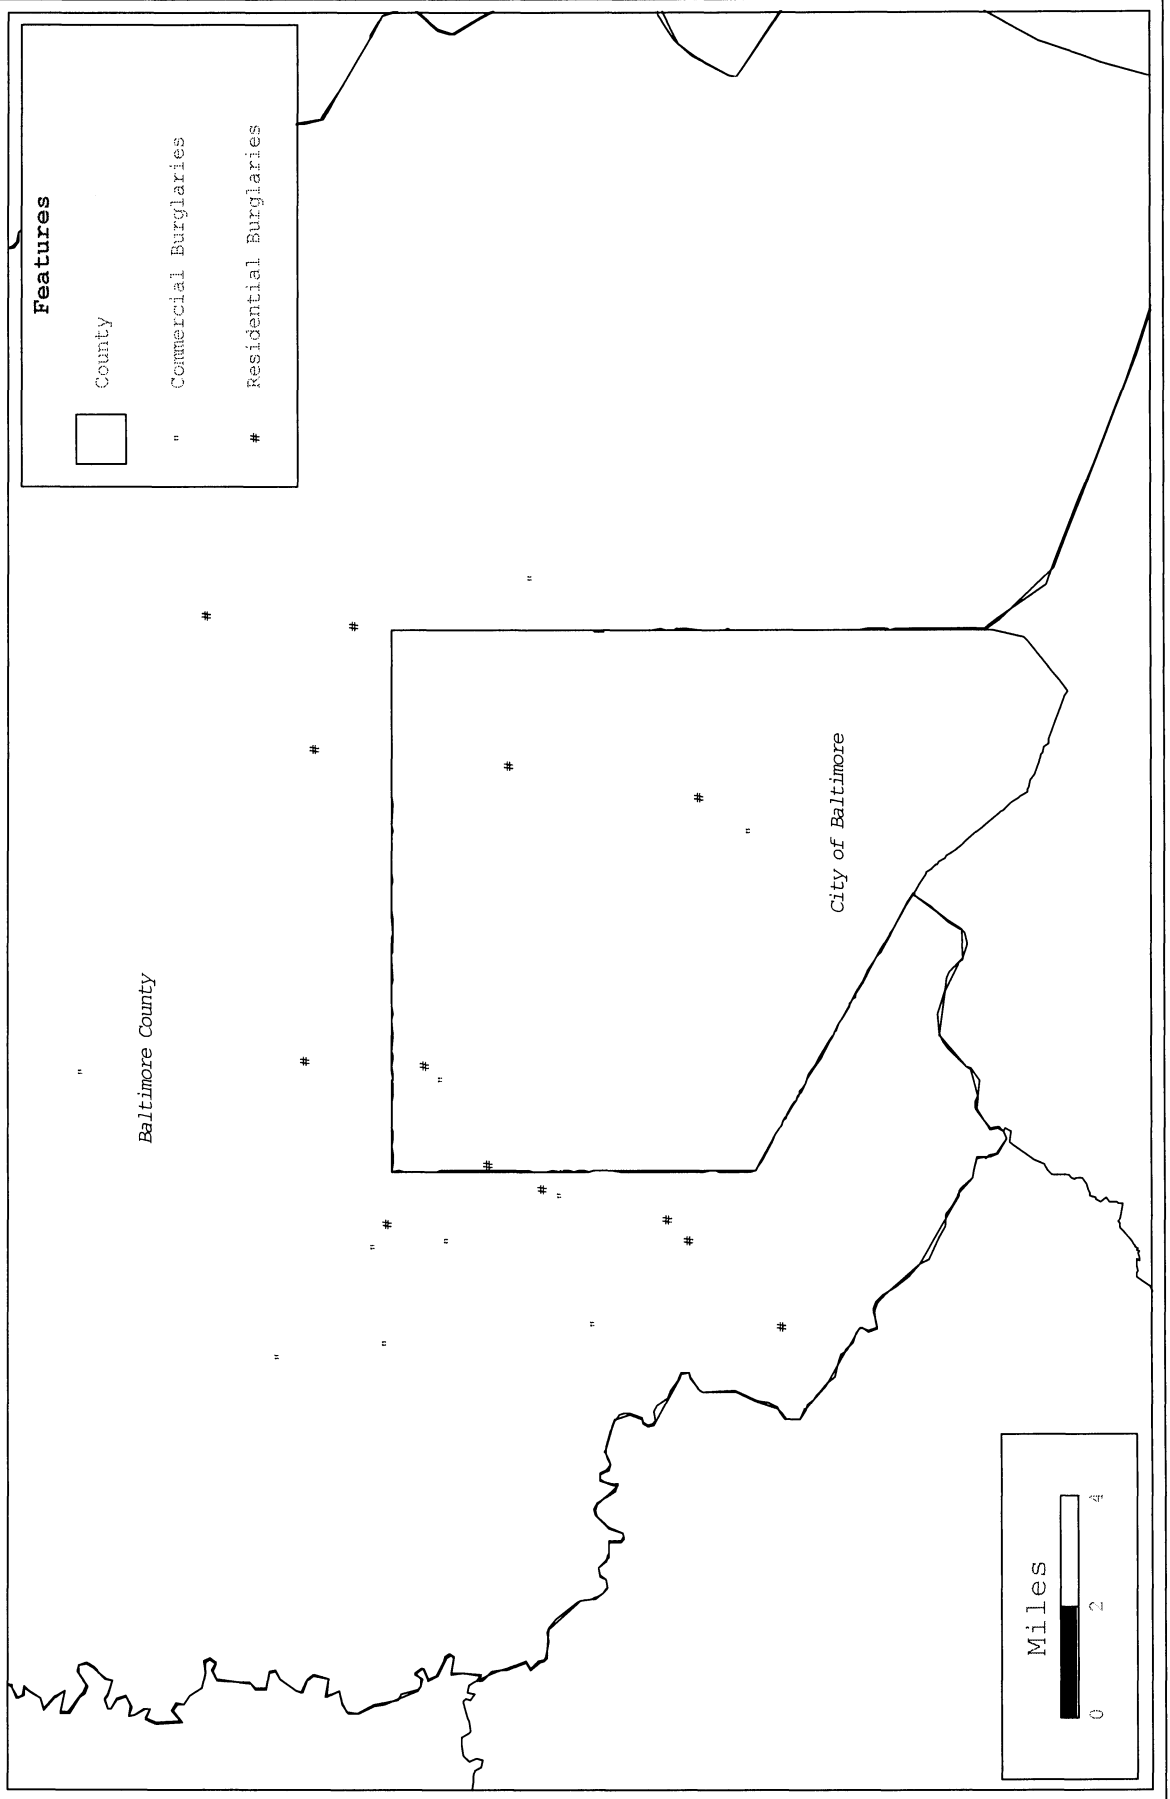 Features
County
" Commercial Burglaries
# Residential Burglaries
Baltimore County
City of Baltimore
Miles
0 2 4